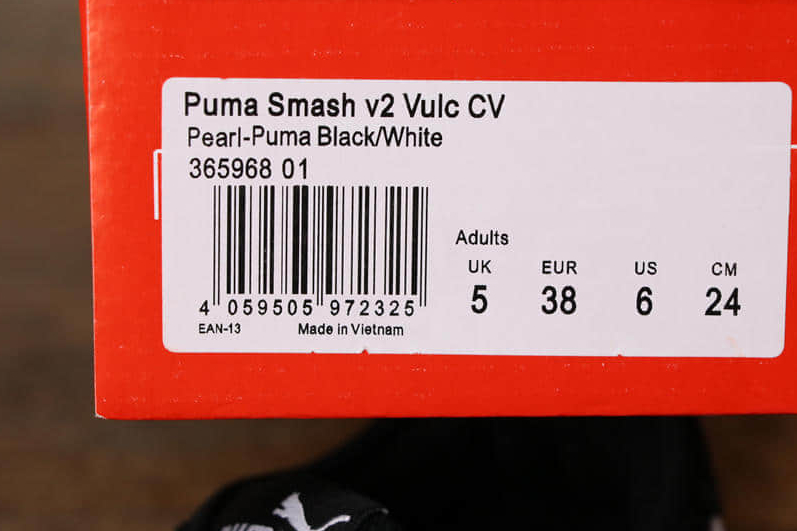 Puma Smash v2 Vulc CV
Pearl-Puma Black/White
365968 01
4 059505 972325
EAN-13 Made in Vietnam
Adults
UK EUR US CM
5 38 6 24